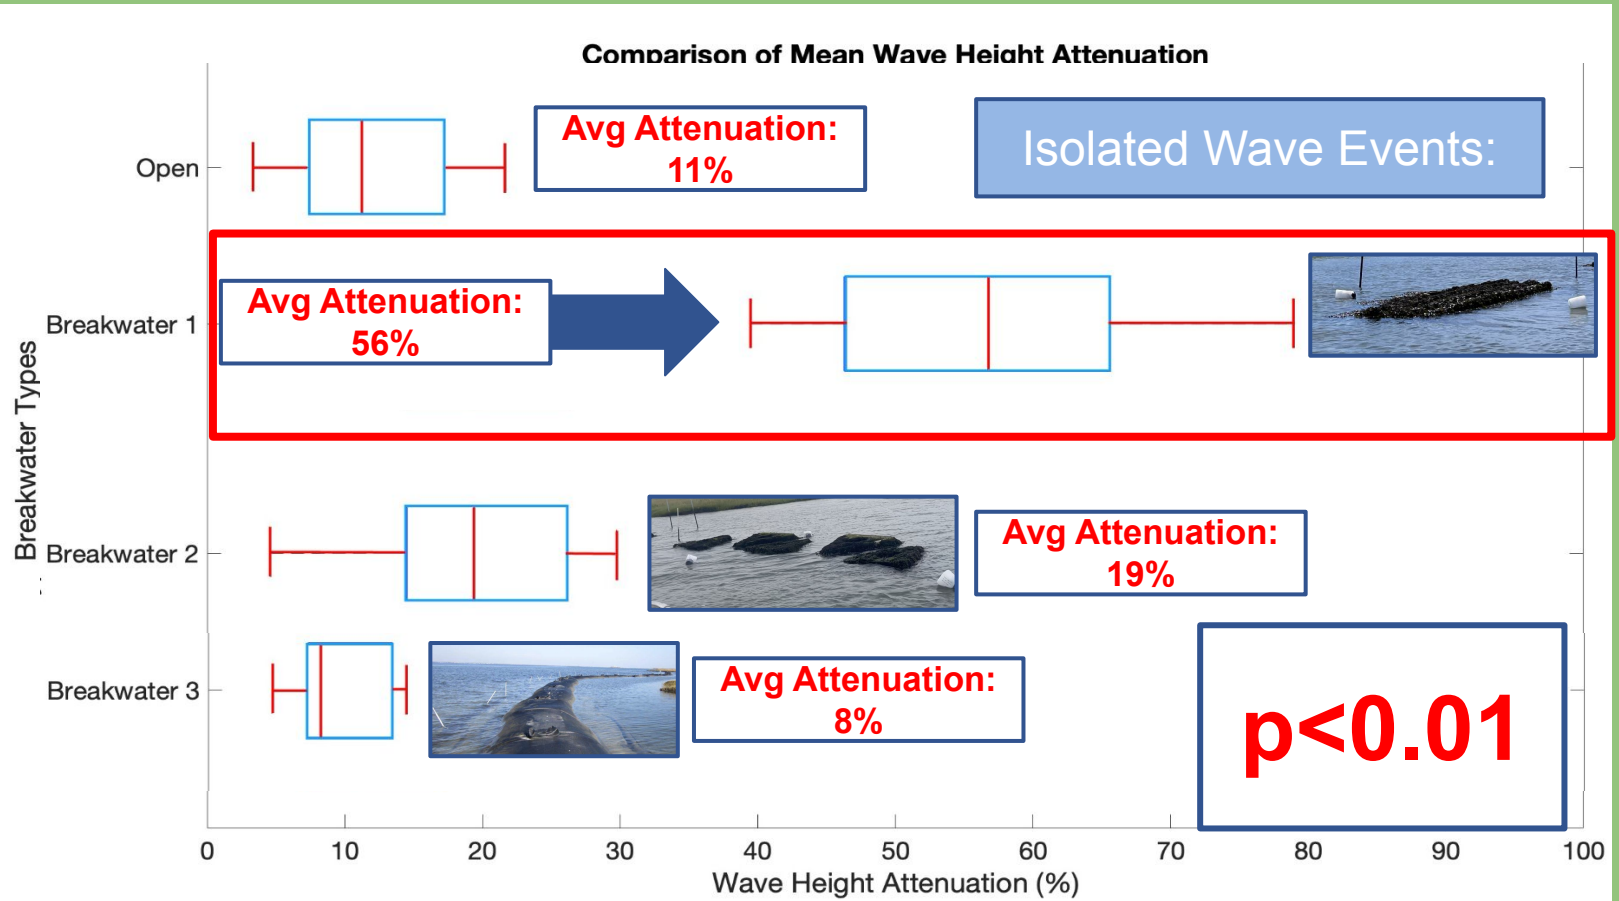 Comparison of Mean Wave Height Attenuation
Open
Avg Attenuation:
11%
Isolated Wave Events:
Breakwater 1
Avg Attenuation:
56%
Breakwater Types
Breakwater 2
Avg Attenuation:
19%
Breakwater 3
Avg Attenuation:
8%
p<0.01
0 10 20 30 40 50 60 70 80 90 100
Wave Height Attenuation (%)